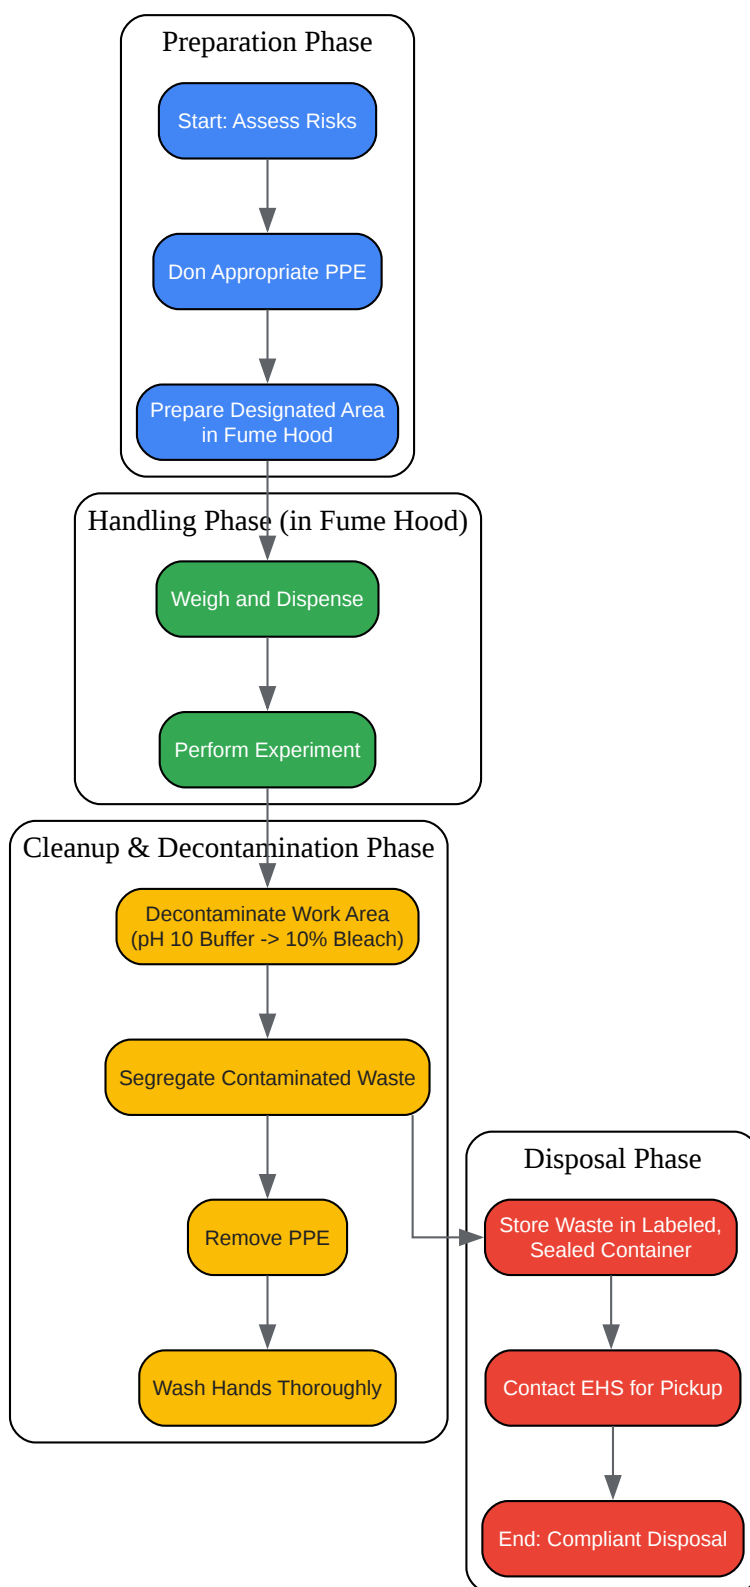 Preparation Phase
Start: Assess Risks
Don Appropriate PPE
Prepare Designated Area
in Fume Hood
Handling Phase (in Fume Hood)
Weigh and Dispense
Perform Experiment
Cleanup & Decontamination Phase
Decontaminate Work Area
(pH 10 Buffer -> 10% Bleach)
Segregate Contaminated Waste
Remove PPE
Wash Hands Thoroughly
Disposal Phase
Store Waste in Labeled,
Sealed Container
Contact EHS for Pickup
End: Compliant Disposal